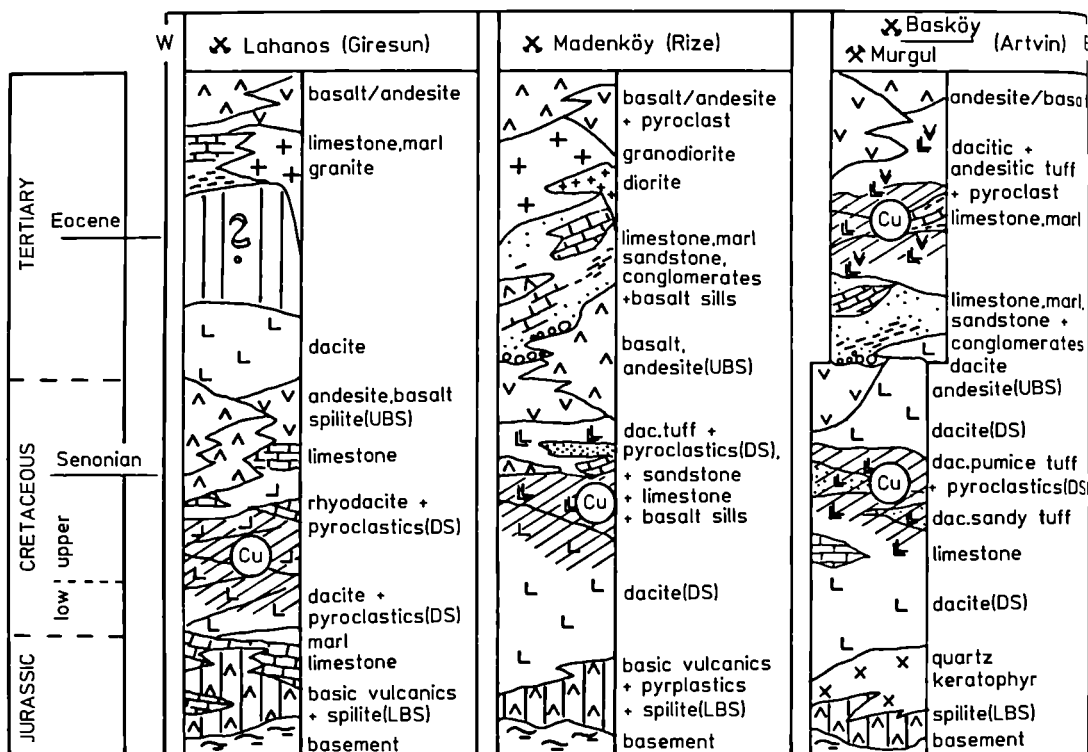 W
Lahanos (Giresun)
Madenköy (Rize)
Basköy
Murgul
(Artvin)
TERTIARY
Eocene
CRETACEOUS
Senonian
upper
low
JURASSIC
basalt/andesite
limestone,marl
granite
?
dacite
andesite,basalt
spilite(UBS)
limestone
rhyodacite +
pyroclastics(DS)
Cu
dacite +
pyroclastics(DS)
marl
limestone
basic vulcanics
+ spilite(LBS)
basement
basalt/andesite
+ pyroclast
granodiorite
diorite
limestone,marl
sandstone,
conglomerates
+basalt sills
basalt,
andesite(UBS)
dac.tuff +
pyroclastics(DS),
+ sandstone
+ limestone
+ basalt sills
Cu
dacite(DS)
basic vulcanics
+ pyrplastics
+ spilite(LBS)
basement
andesite/basa
dacitic +
andesitic tuff
+ pyroclast
Cu
limestone,marl
limestone,marl,
sandstone +
conglomerates
dacite
andesite(UBS)
dacite(DS)
dac.pumice tuff
+ pyroclastics(DS
Cu
dac.sandy tuff
limestone
dacite(DS)
quartz
keratophyr
spilite(LBS)
basement